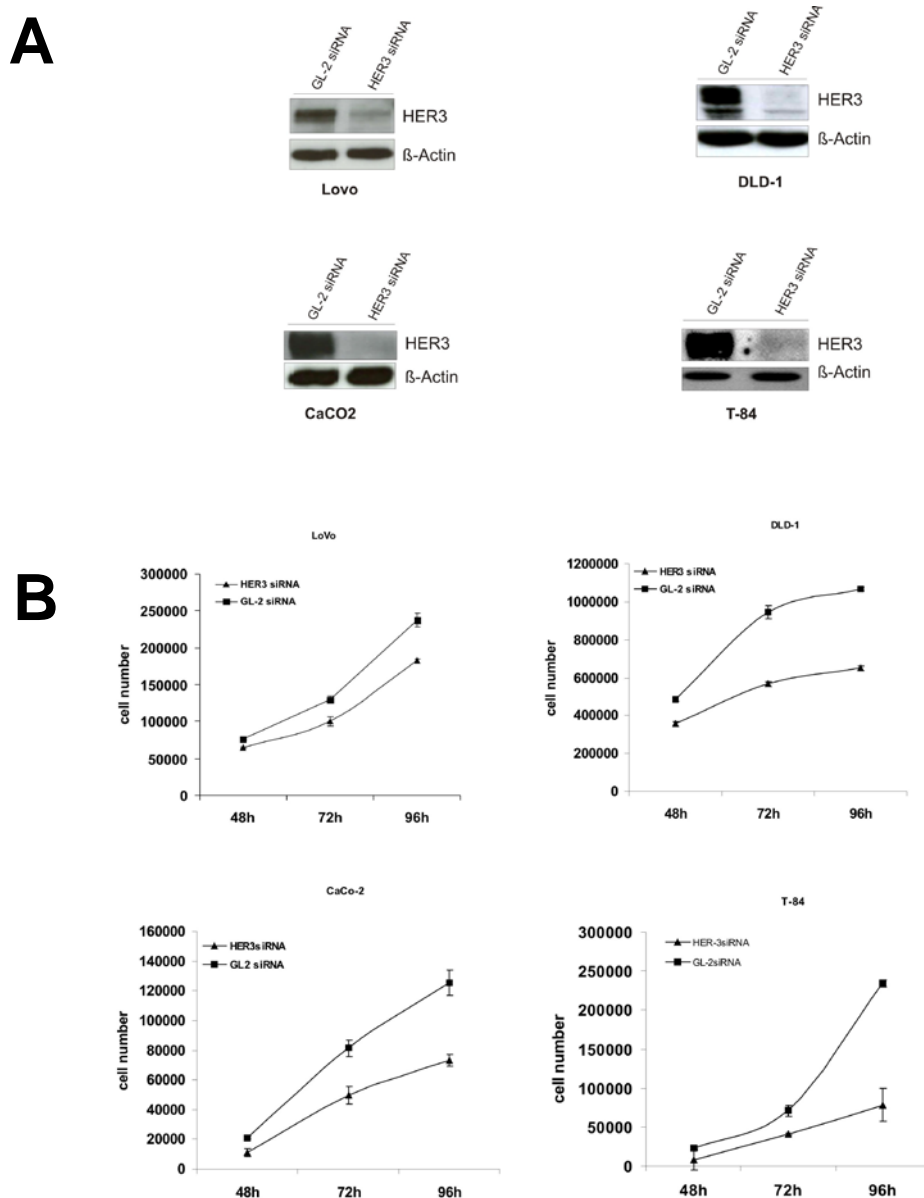 A
GL-2 siRNA
HER3 siRNA
HER3
ß-Actin
Lovo
GL-2 siRNA
HER3 siRNA
HER3
ß-Actin
DLD-1
GL-2 siRNA
HER3 siRNA
HER3
ß-Actin
CaCO2
GL-2 siRNA
HER3 siRNA
HER3
ß-Actin
T-84
B
LoVo
HER3 siRNA
GL-2 siRNA
cell number
300000
250000
200000
150000
100000
50000
0
48h 72h 96h
DLD-1
HER3 siRNA
GL-2 siRNA
cell number
1200000
1000000
800000
600000
400000
200000
0
48h 72h 96h
CaCo-2
HER3siRNA
GL2 siRNA
cell number
160000
140000
120000
100000
80000
60000
40000
20000
0
48h 72h 96h
T-84
HER-3siRNA
GL-2siRNA
cell number
300000
250000
200000
150000
100000
50000
0
48h 72h 96h